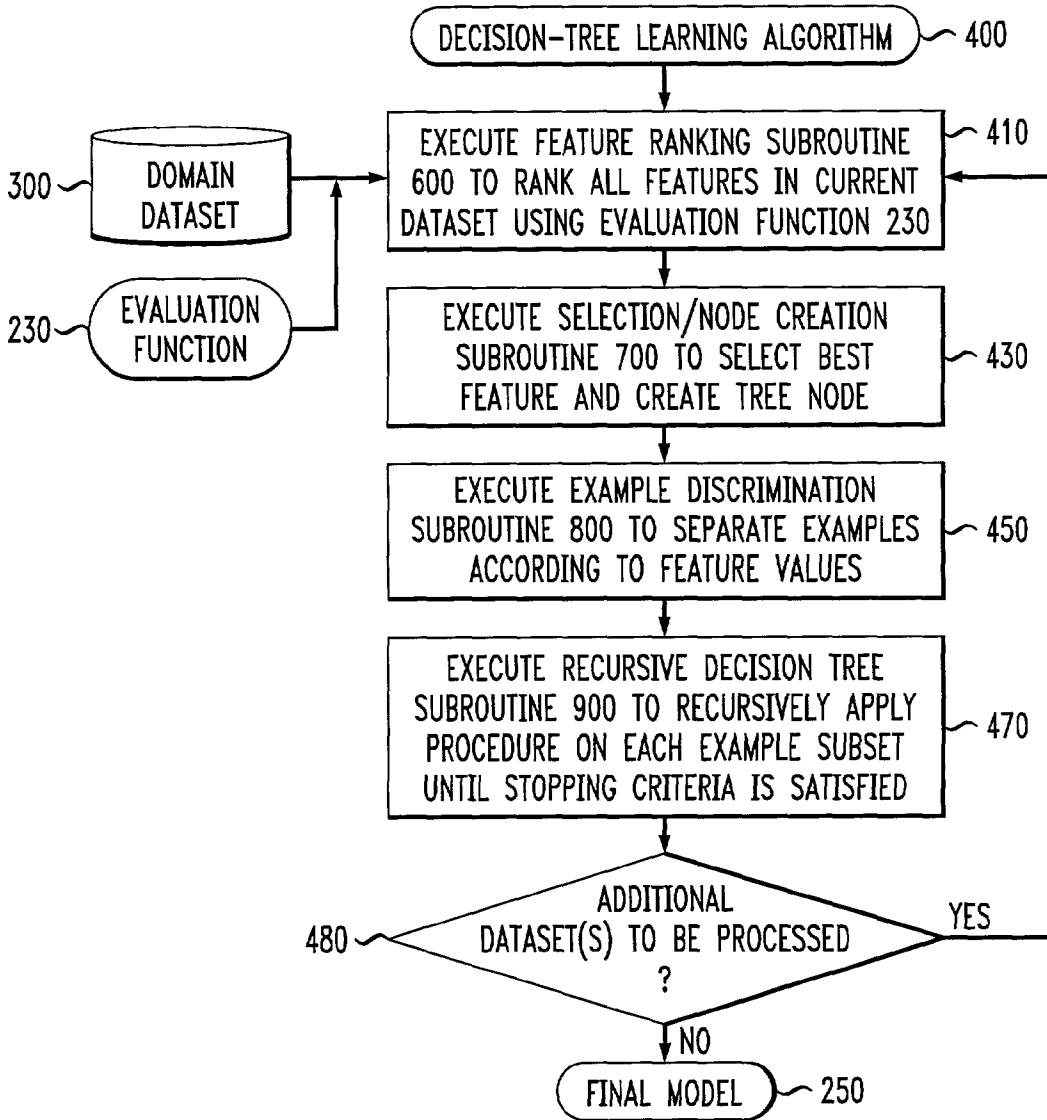 DECISION-TREE LEARNING ALGORITHM
400
EXECUTE FEATURE RANKING SUBROUTINE
600 TO RANK ALL FEATURES IN CURRENT
DATASET USING EVALUATION FUNCTION 230
410
300
DOMAIN
DATASET
230
EVALUATION
FUNCTION
EXECUTE SELECTION/NODE CREATION
SUBROUTINE 700 TO SELECT BEST
FEATURE AND CREATE TREE NODE
430
EXECUTE EXAMPLE DISCRIMINATION
SUBROUTINE 800 TO SEPARATE EXAMPLES
ACCORDING TO FEATURE VALUES
450
EXECUTE RECURSIVE DECISION TREE
SUBROUTINE 900 TO RECURSIVELY APPLY
PROCEDURE ON EACH EXAMPLE SUBSET
UNTIL STOPPING CRITERIA IS SATISFIED
470
480
ADDITIONAL
DATASET(S) TO BE PROCESSED
?
YES
NO
FINAL MODEL
250